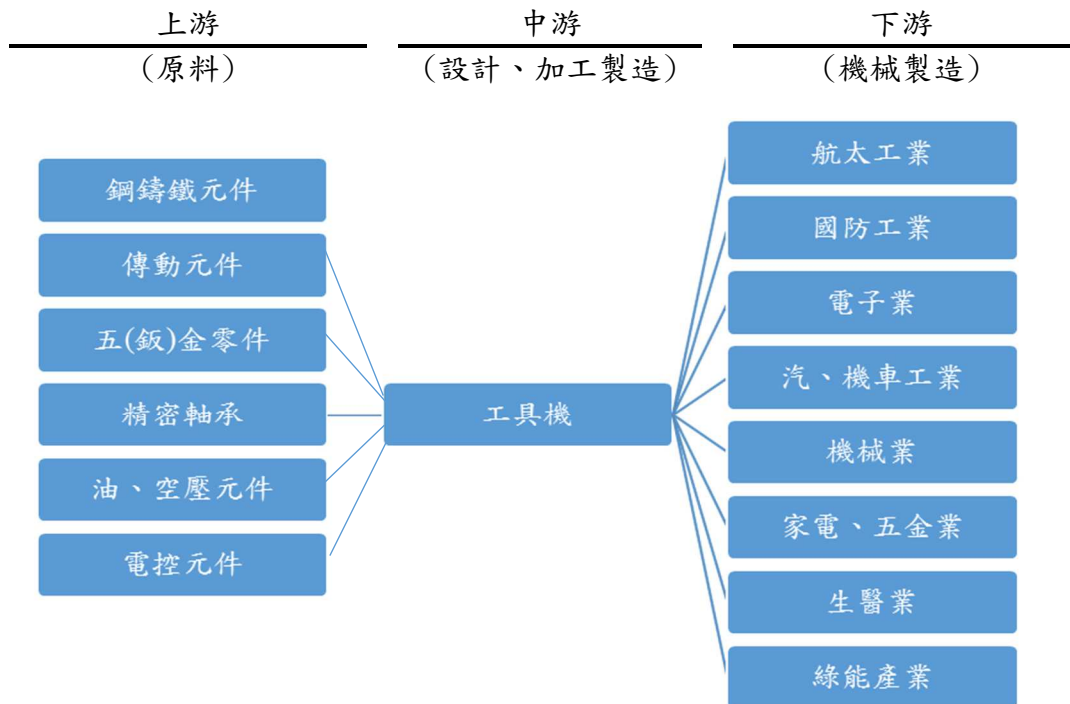 上游
(原料)
中游
(設計、加工製造)
下游
(機械製造)
鋼鑄鐵元件
傳動元件
五(鈑)金零件
精密軸承
油、空壓元件
電控元件
工具機
航太工業
國防工業
電子業
汽、機車工業
機械業
家電、五金業
生醫業
綠能產業